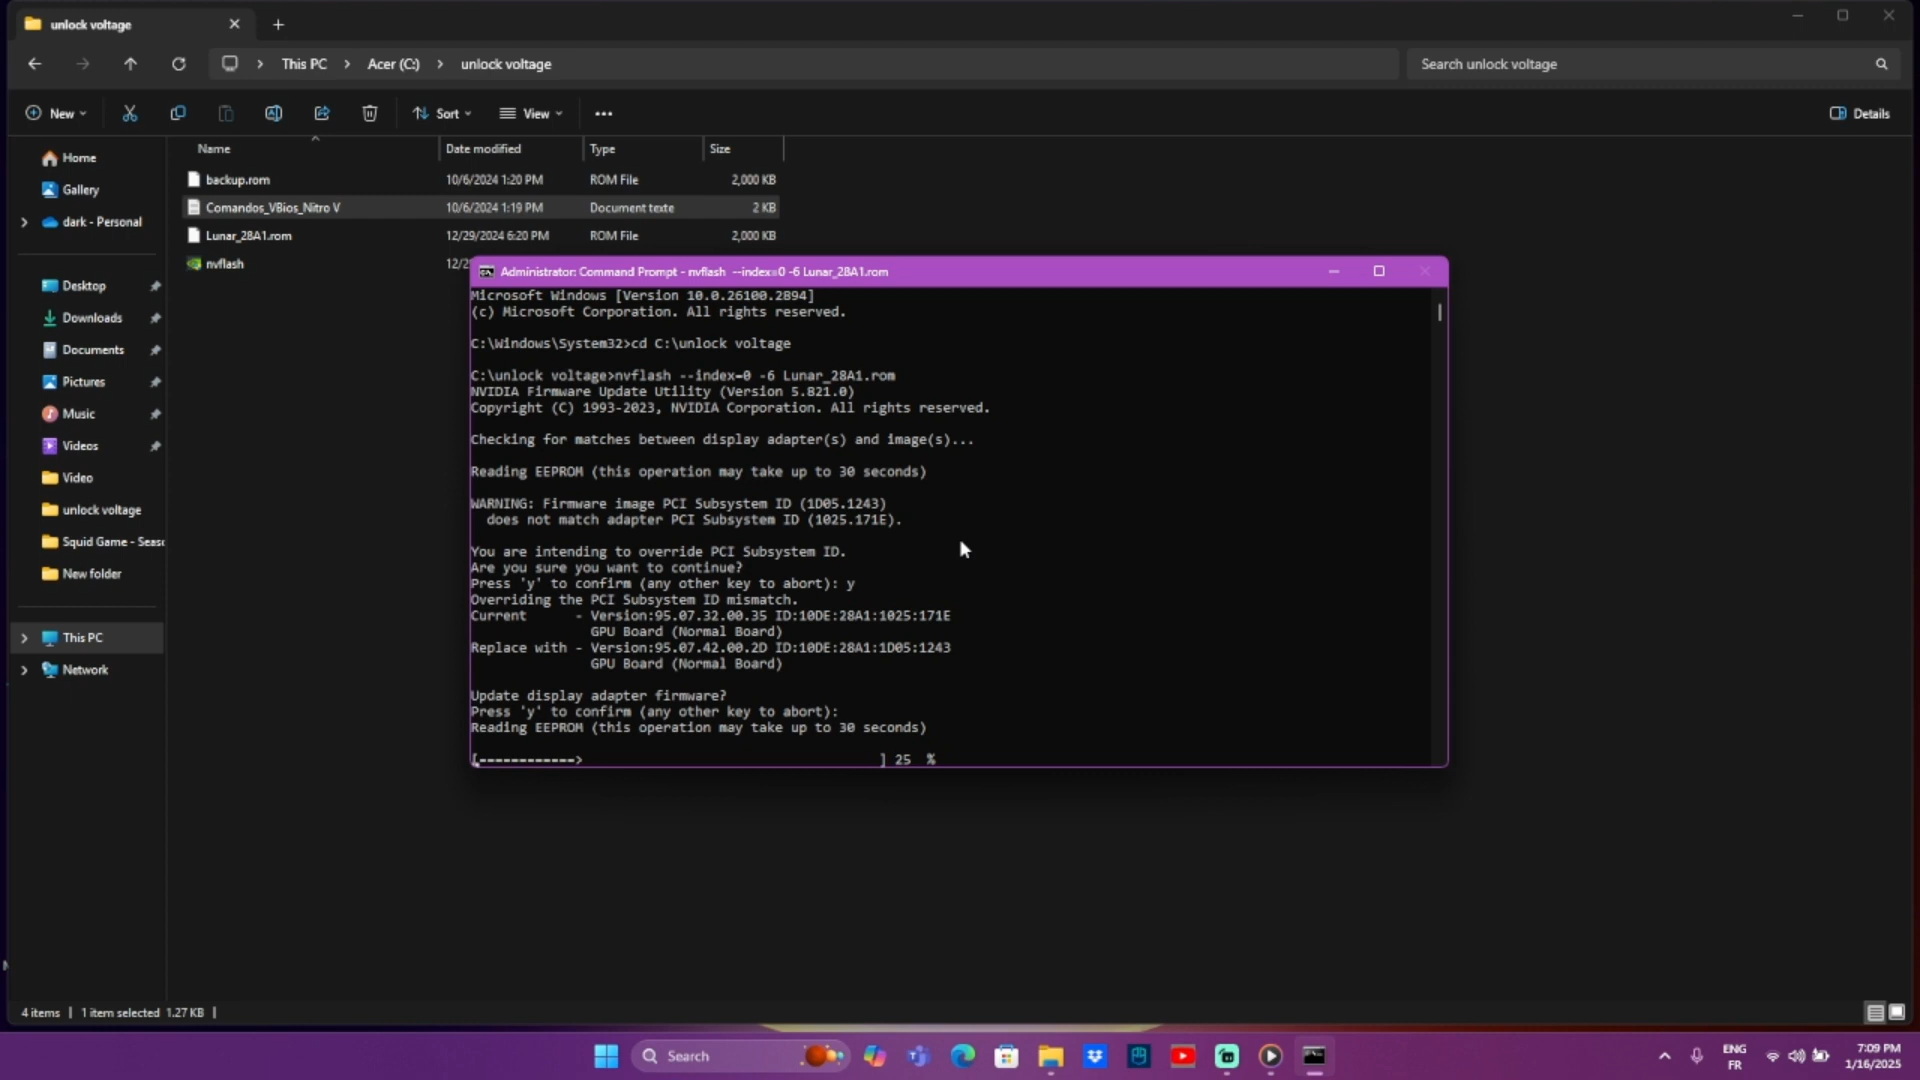 unlock voltage
This PC
Acer (C:)
unlock voltage
Search unlock voltage
New
Sort
View
Details
Name
Date modified
Type
Size
backup.rom 10/6/2024 1:20 PM ROM File 2,000 KB
Comandos_VBios_Nitro V 10/6/2024 1:19 PM Document texte 2 KB
Lunar_28A1.rom 12/29/2024 6:20 PM ROM File 2,000 KB
nvflash 12/2
Home
Gallery
dark - Personal
Desktop
Downloads
Documents
Pictures
Music
Videos
Video
unlock voltage
Squid Game - Seas
New folder
This PC
Network
Administrator: Command Prompt - nvflash --index=0 -6 Lunar_28A1.rom
Microsoft Windows [Version 10.0.26100.2894]
(c) Microsoft Corporation. All rights reserved.
C:\Windows\System32>cd C:\unlock voltage
C:\unlock voltage>nvflash --index=0 -6 Lunar_28A1.rom
NVIDIA Firmware Update Utility (Version 5.821.0)
Copyright (C) 1993-2023, NVIDIA Corporation. All rights reserved.
Checking for matches between display adapter(s) and image(s)...
Reading EEPROM (this operation may take up to 30 seconds)
WARNING: Firmware image PCI Subsystem ID (1D05.1243)
does not match adapter PCI Subsystem ID (1025.171E).
You are intending to override PCI Subsystem ID.
Are you sure you want to continue?
Press 'y' to confirm (any other key to abort): y
Overriding the PCI Subsystem ID mismatch.
Current - Version:95.07.32.00.35 ID:10DE:28A1:1025:171E
GPU Board (Normal Board)
Replace with - Version:95.07.42.00.2D ID:10DE:28A1:1D05:1243
GPU Board (Normal Board)
Update display adapter firmware?
Press 'y' to confirm (any other key to abort):
Reading EEPROM (this operation may take up to 30 seconds)
[------------> ] 25 %
4 items | 1 item selected 1.27 KB |
Search
ENG
FR
7:09 PM
1/16/2025